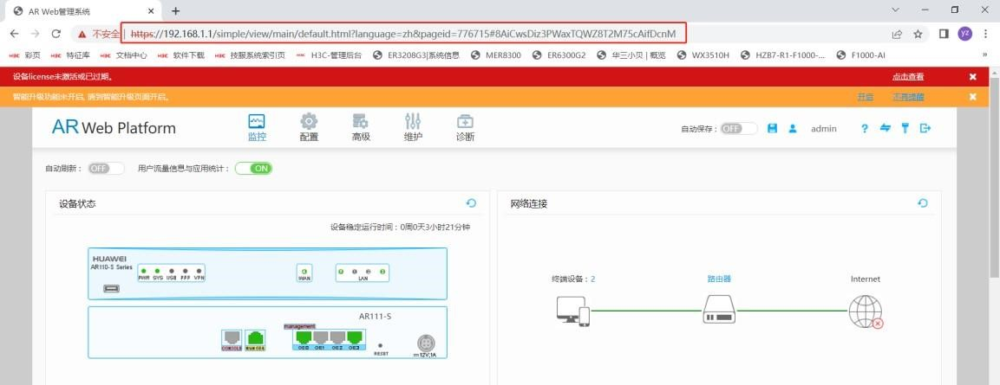 AR Web管理系统
不安全 | https://192.168.1.1/simple/view/main/default.html?language=zh&pageid=776715#8AiCwsDiz3PWaxTQWZ8T2M75cAifDcnM
yz
H3C 彩页 H3C 特征库 H3C 文档中心 H3C 软件下载 H3C 技服系统索引页 H3C H3C-管理后台 ER3208G3|系统信息 MER8300 ER6300G2 华三小贝 | 概览 WX3510H HZB7-R1-F1000-... F1000-AI »
设备license未激活或已过期。 点击查看
智能升级功能未开启, 请到智能升级页面开启。 开启 不再提醒
AR Web Platform 监控 配置 高级 维护 诊断 自动保存: OFF admin ?
自动刷新: OFF 用户流量信息与应用统计: ON
设备状态
设备稳定运行时间:0周0天3小时21分钟
HUAWEI
AR110-S Series
PWR SYS USB PPP VPN WAN LAN
AR111-S
management
CONSOLE GE0 GE1 GE2 GE3 RESET 12V;1A
网络连接
终端设备:2 路由器 Internet